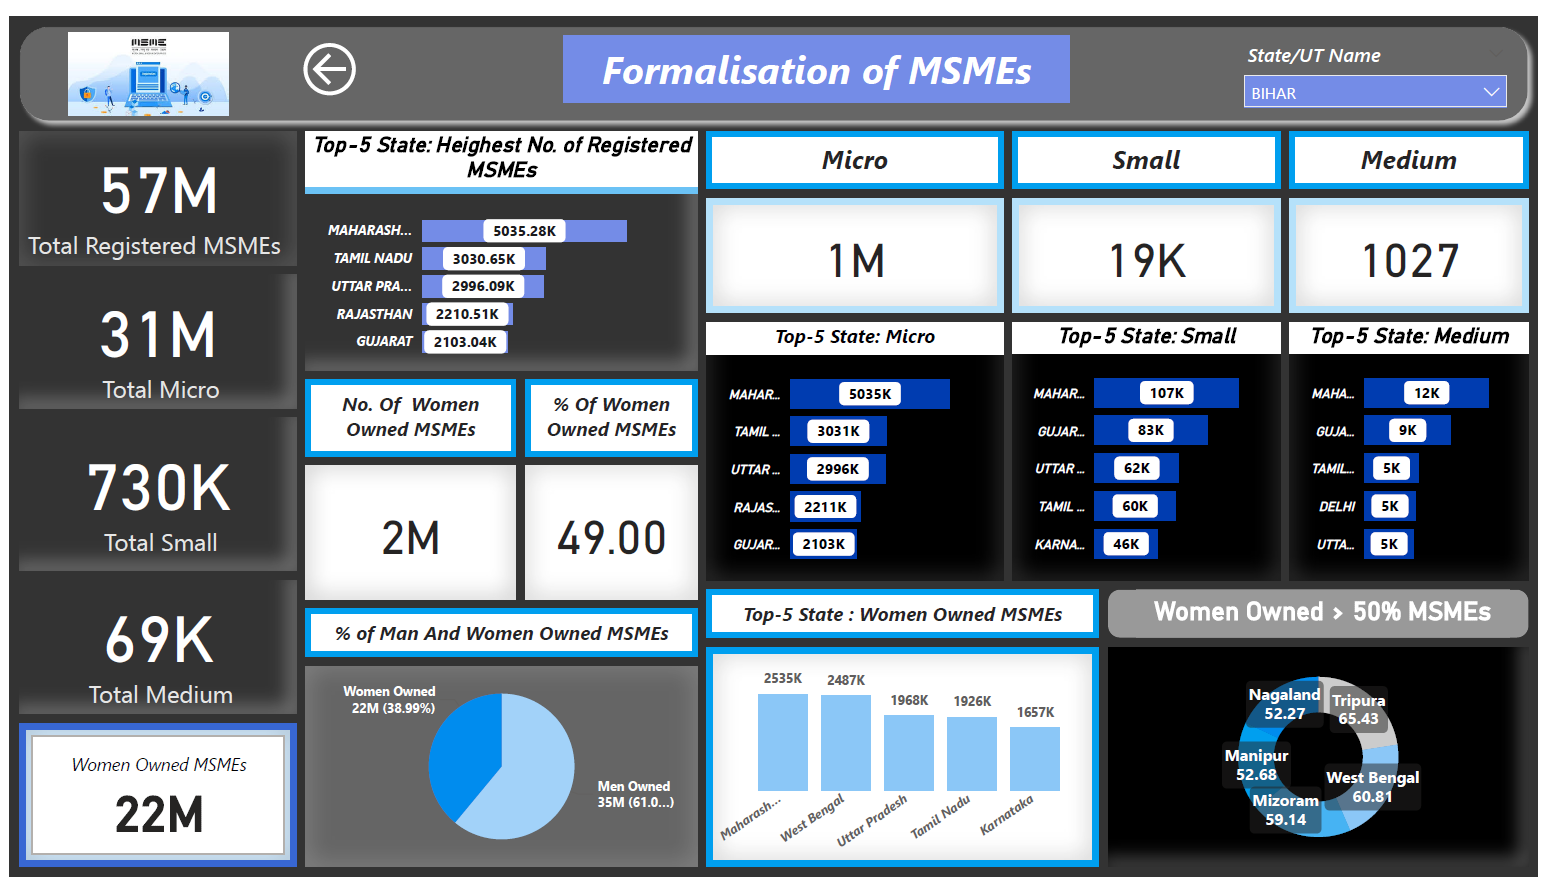 MSME
Formalisation of MSMEs
State/UT Name
BIHAR
57M
Total Registered MSMEs
31M
Total Micro
730K
Total Small
69K
Total Medium
Women Owned MSMEs
22M
Top-5 State: Heighest No. of Registered
MSMEs
MAHARASH... 5035.28K
TAMIL NADU 3030.65K
UTTAR PRA... 2996.09K
RAJASTHAN 2210.51K
GUJARAT 2103.04K
No. Of Women
Owned MSMEs
% Of Women
Owned MSMEs
2M
49.00
% of Man And Women Owned MSMEs
Women Owned
22M (38.99%)
Men Owned
35M (61.0...)
Micro
Small
Medium
1M
19K
1027
Top-5 State: Micro
MAHAR... 5035K
TAMIL ... 3031K
UTTAR ... 2996K
RAJAS... 2211K
GUJAR... 2103K
Top-5 State: Small
MAHAR... 107K
GUJAR... 83K
UTTAR ... 62K
TAMIL ... 60K
KARNA... 46K
Top-5 State: Medium
MAHA... 12K
GUJA... 9K
TAMIL... 5K
DELHI 5K
UTTA... 5K
Top-5 State : Women Owned MSMEs
2535K
2487K
1968K
1926K
1657K
Maharash...
West Bengal
Uttar Pradesh
Tamil Nadu
Karnataka
Women Owned > 50% MSMEs
Nagaland
52.27
Tripura
65.43
Manipur
52.68
West Bengal
60.81
Mizoram
59.14